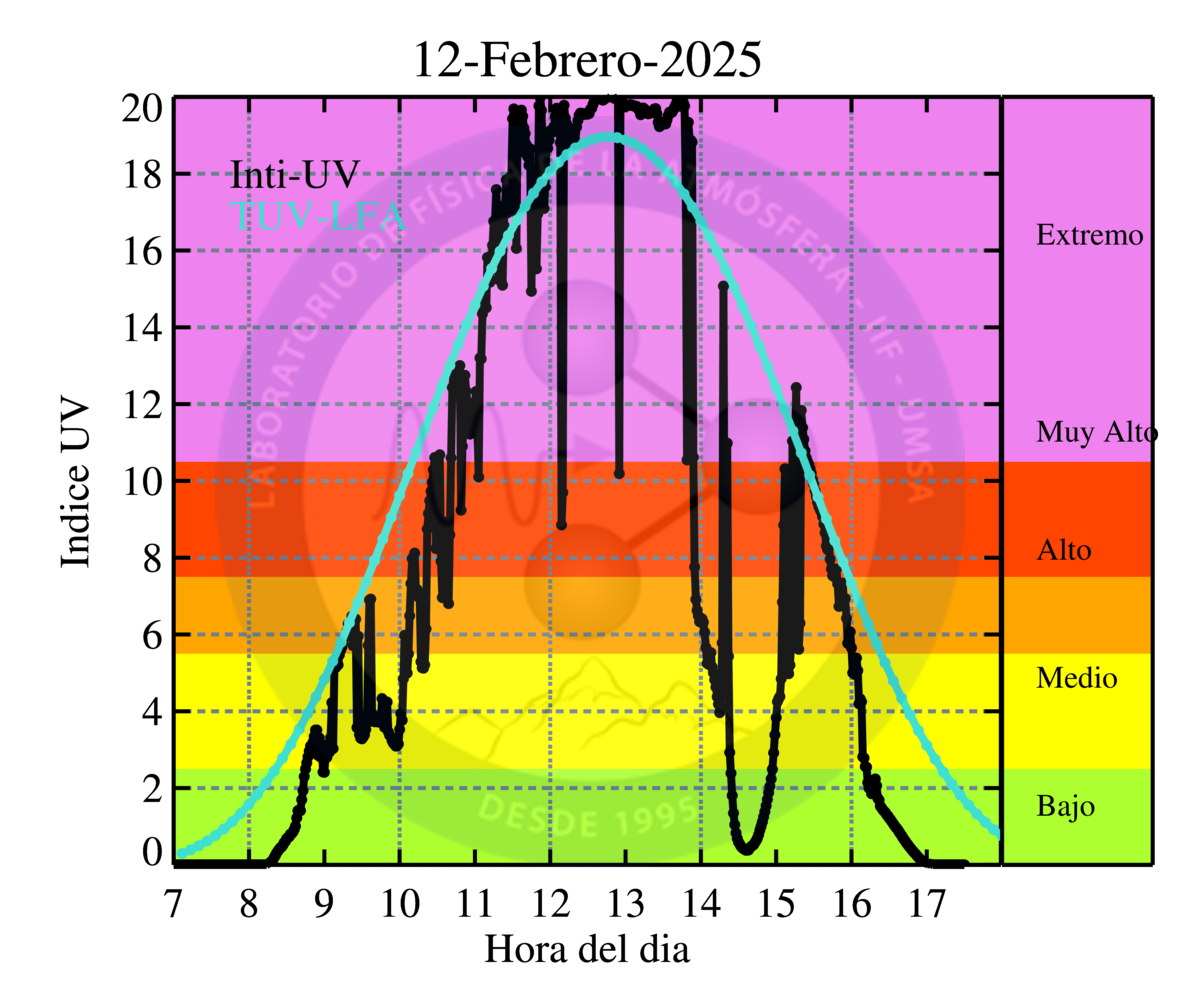 12-Febrero-2025
Inti-UV
TUV-LFA
Indice UV
20
18
16
14
12
10
8
6
4
2
0
Extremo
Muy Alto
Alto
Medio
Bajo
LABORATORIO DE FÍSICA DE LA ATMÓSFERA - IIF - UMSA
DESDE 1995
7 8 9 10 11 12 13 14 15 16 17
Hora del dia